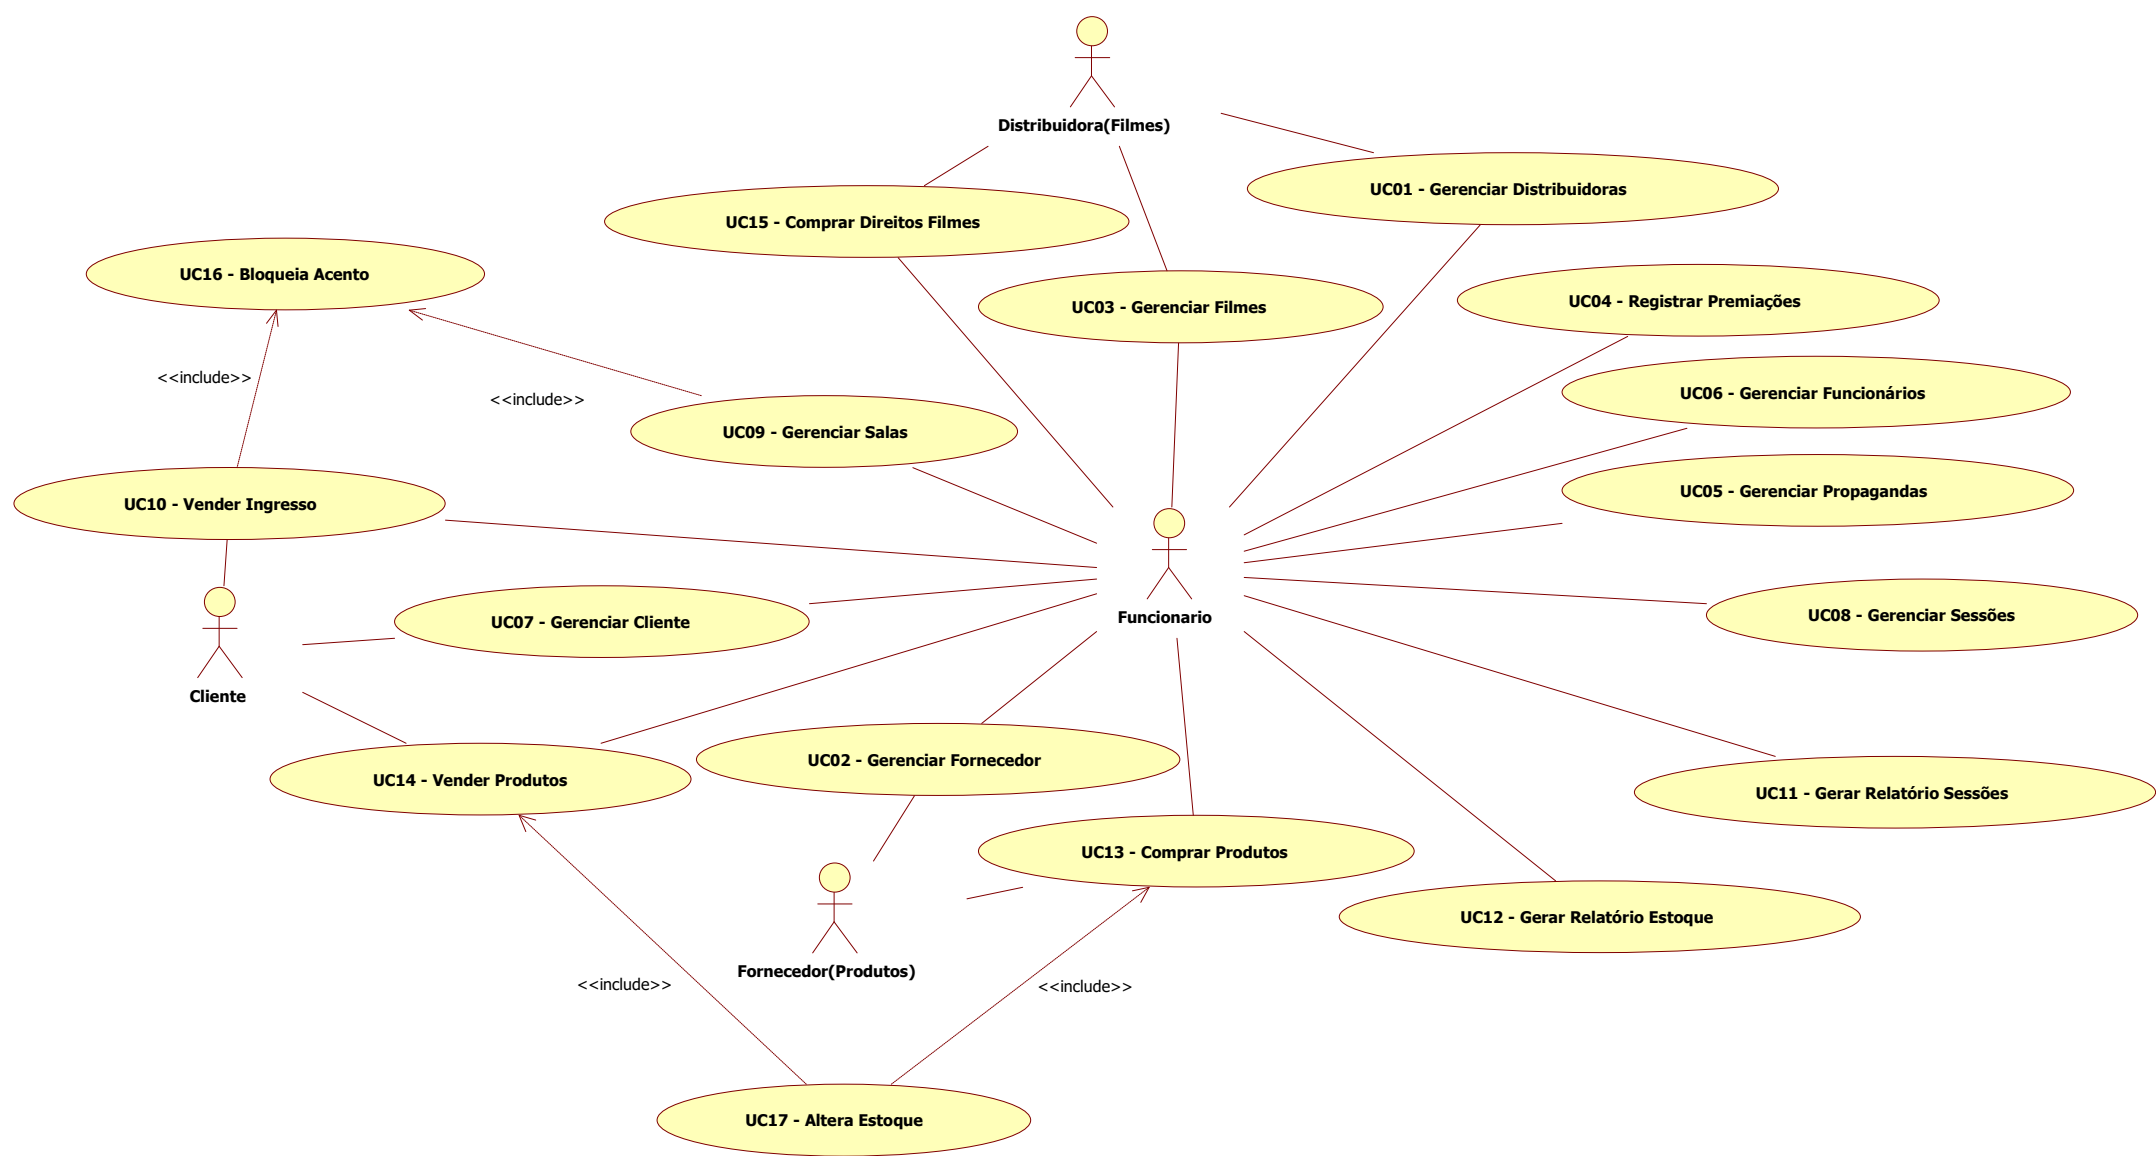 Distribuidora(Filmes)
UC01 - Gerenciar Distribuidoras
UC15 - Comprar Direitos Filmes
UC16 - Bloqueia Acento
UC03 - Gerenciar Filmes
UC04 - Registrar Premiações
<<include>>
<<include>>
UC06 - Gerenciar Funcionários
UC09 - Gerenciar Salas
UC05 - Gerenciar Propagandas
UC10 - Vender Ingresso
UC07 - Gerenciar Cliente
Funcionario
UC08 - Gerenciar Sessões
Cliente
UC02 - Gerenciar Fornecedor
UC14 - Vender Produtos
UC11 - Gerar Relatório Sessões
UC13 - Comprar Produtos
UC12 - Gerar Relatório Estoque
Fornecedor(Produtos)
<<include>>
<<include>>
UC17 - Altera Estoque